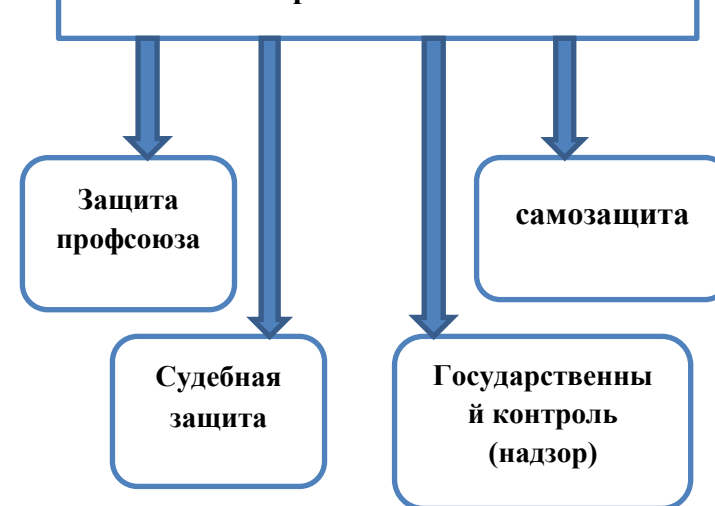 Защита
профсоюза
самозащита
Судебная
защита
Государственны
й контроль
(надзор)